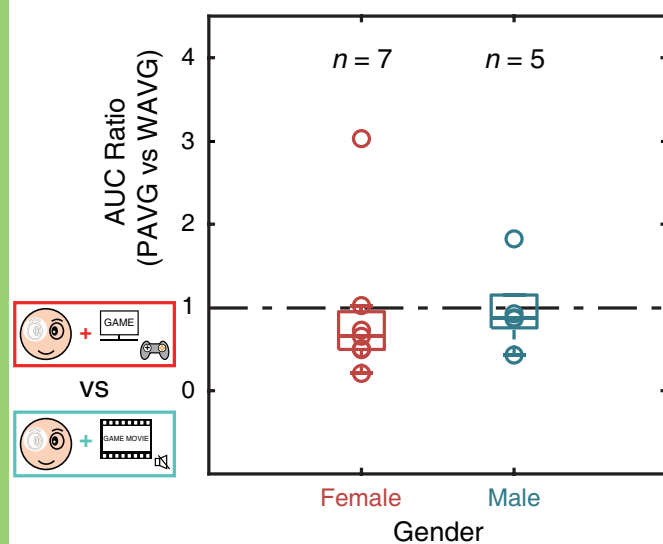 AUC Ratio
(PAVG vs WAVG)
4
3
2
1
0
n = 7
n = 5
GAME
+
VS
GAME MOVIE
+
Female
Male
Gender